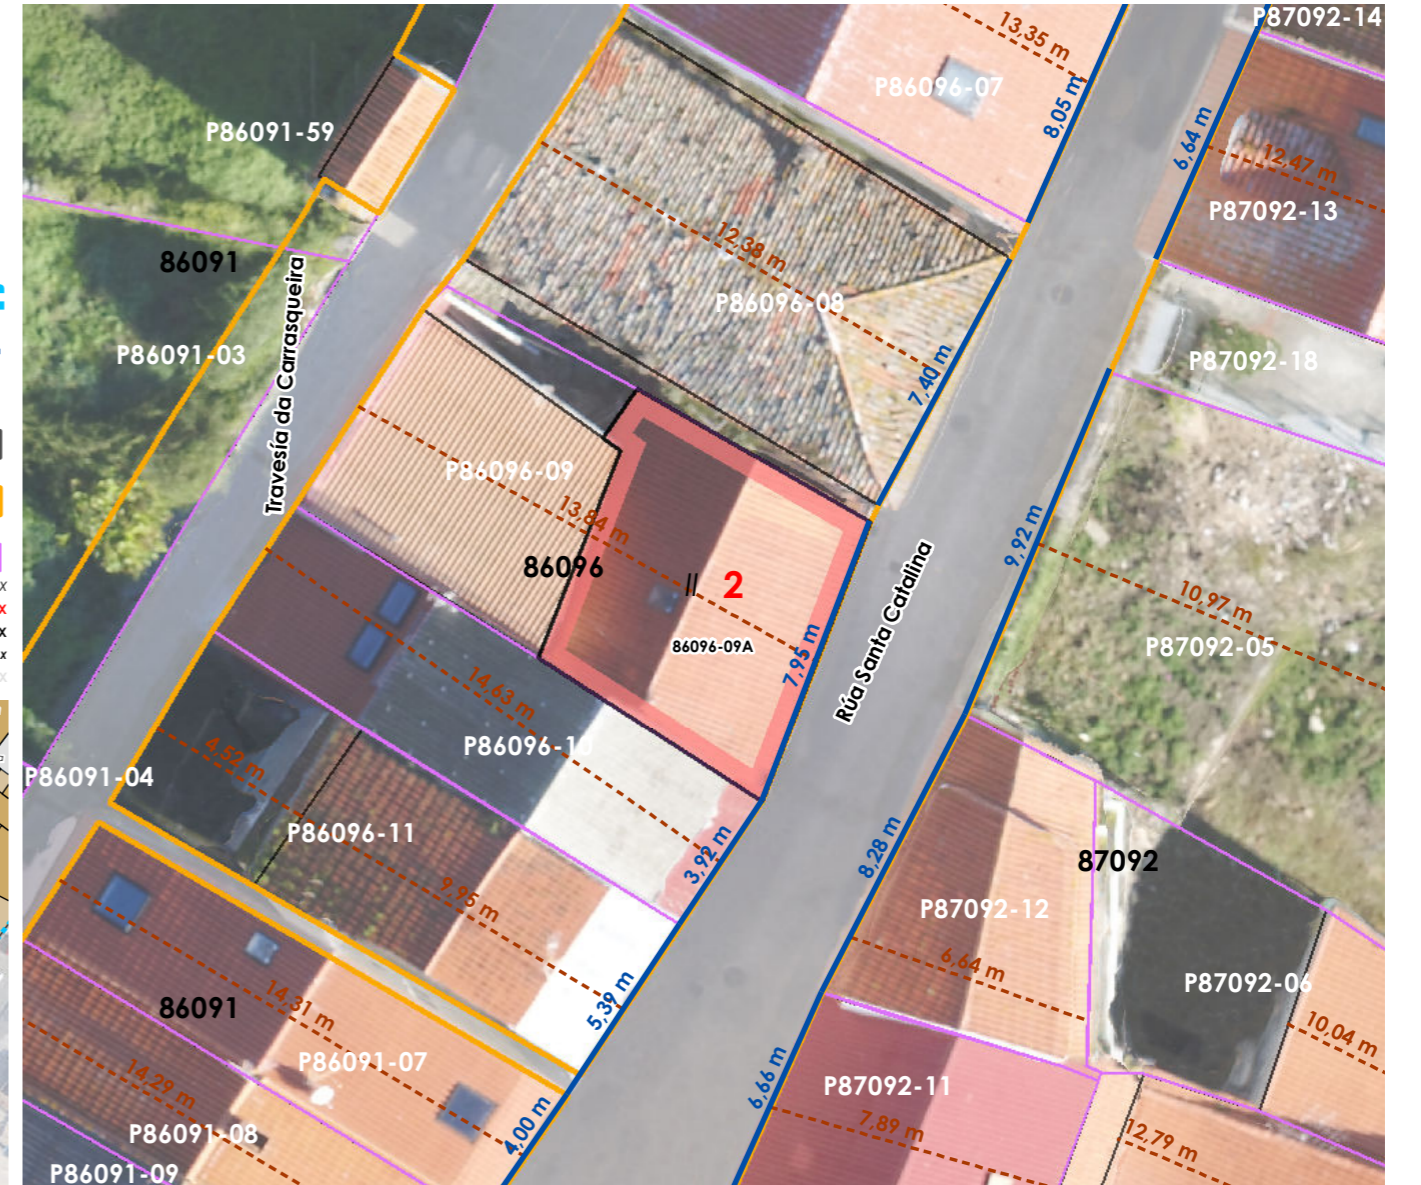 P87092-14
13,35 m
P86096-07
8,05 m
6,64 m
P86091-59
12,47 m
P87092-13
12,38 m
86091
P86096-08
Travesía da Carrasqueira
P86091-03
7,40 m
P87092-18
P86096-09
13,84 m
86096
II
2
9,92 m
10,97 m
86096-09A
P87092-05
7,95 m
Rúa Santa Catalina
14,63 m
P86096-10
4,52 m
P86091-04
P86096-11
3,92 m
8,28 m
87092
9,95 m
P87092-12
6,64 m
P87092-06
86091
14,31 m
5,39 m
10,04 m
P86091-07
14,29 m
6,66 m
P87092-11
7,89 m
4,00 m
P86091-08
12,79 m
P86091-09
x
x
x
x
x